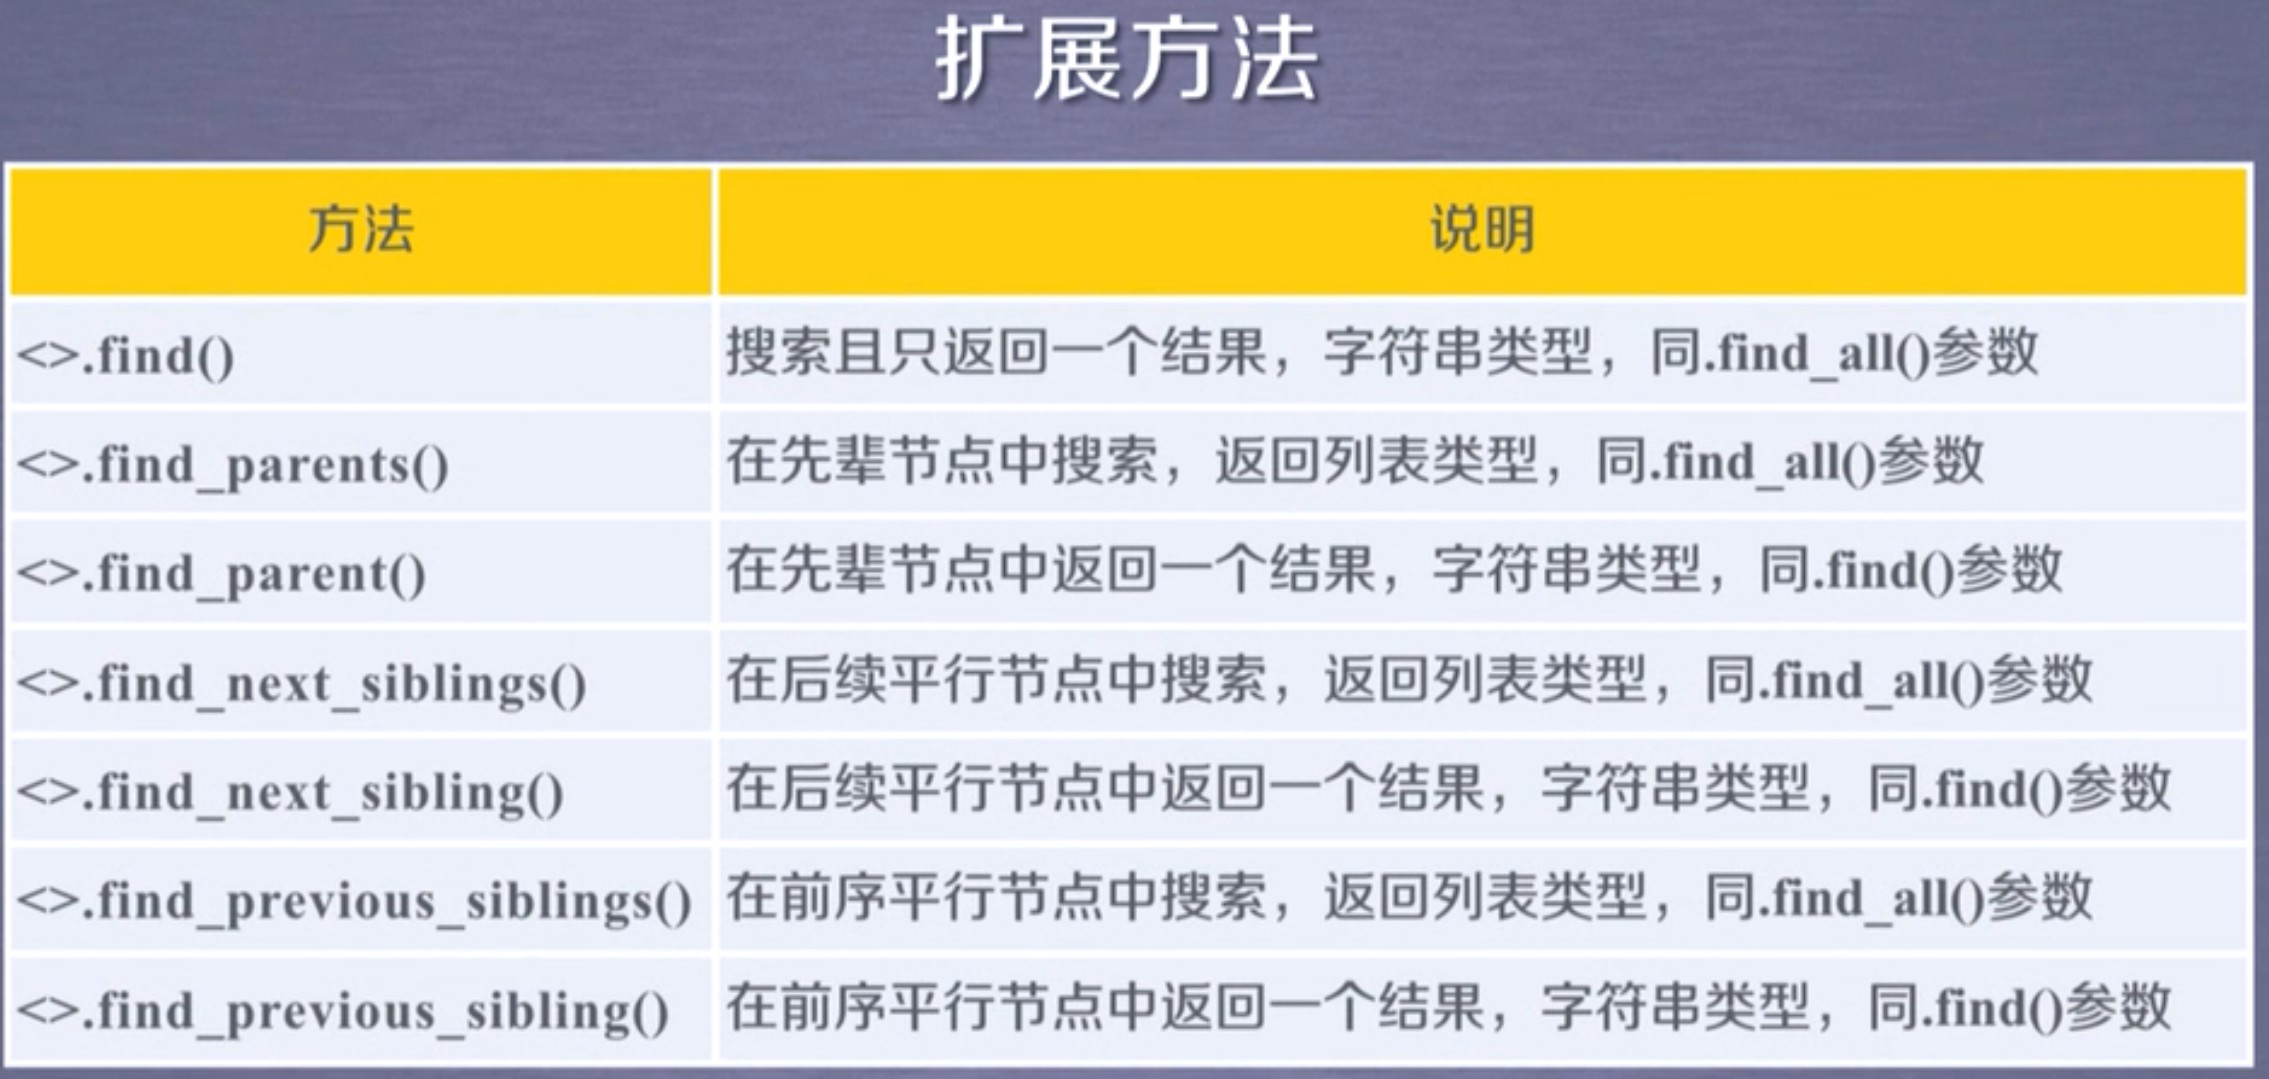 扩展方法
方法 说明
<>.find() 搜索且只返回一个结果，字符串类型，同.find_all()参数
<>.find_parents() 在先辈节点中搜索，返回列表类型，同.find_all()参数
<>.find_parent() 在先辈节点中返回一个结果，字符串类型，同.find()参数
<>.find_next_siblings() 在后续平行节点中搜索，返回列表类型，同.find_all()参数
<>.find_next_sibling() 在后续平行节点中返回一个结果，字符串类型，同.find()参数
<>.find_previous_siblings() 在前序平行节点中搜索，返回列表类型，同.find_all()参数
<>.find_previous_sibling() 在前序平行节点中返回一个结果，字符串类型，同.find()参数